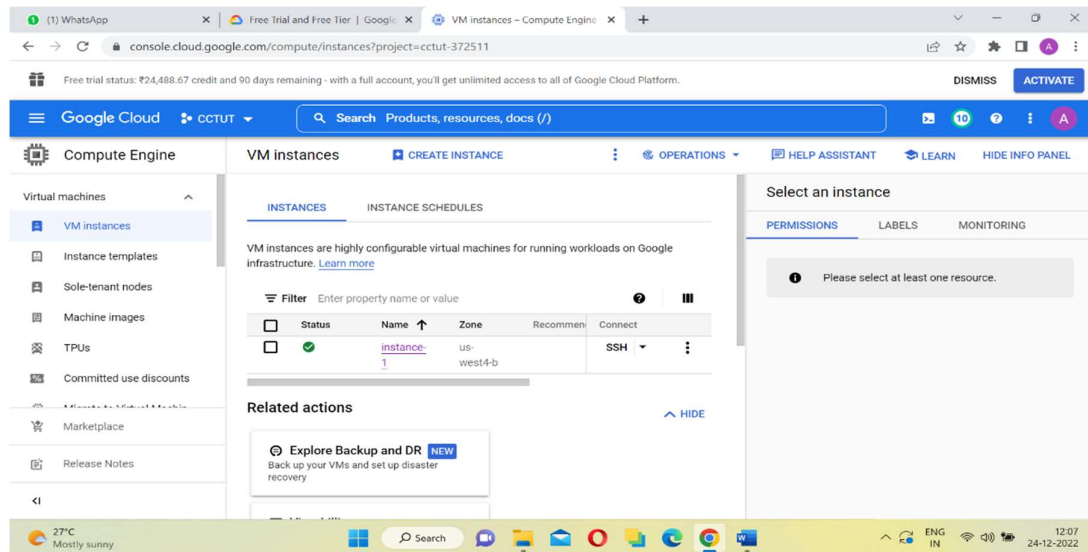 (1) WhatsApp
Free Trial and Free Tier | Google
VM instances – Compute Engine
console.cloud.google.com/compute/instances?project=cctut-372511
Free trial status: ₹24,488.67 credit and 90 days remaining - with a full account, you'll get unlimited access to all of Google Cloud Platform.
DISMISS
ACTIVATE
Google Cloud
CCTUT
Search Products, resources, docs (/)
10
A
Compute Engine
Virtual machines
VM instances
Instance templates
Sole-tenant nodes
Machine images
TPUs
Committed use discounts
Marketplace
Release Notes
VM instances
CREATE INSTANCE
OPERATIONS
HELP ASSISTANT
LEARN
HIDE INFO PANEL
INSTANCES
INSTANCE SCHEDULES
VM instances are highly configurable virtual machines for running workloads on Google
infrastructure. Learn more
Filter Enter property name or value
Status Name Zone Recommen Connect
instance- us- SSH
1 west4-b
Related actions
HIDE
Explore Backup and DR NEW
Back up your VMs and set up disaster
recovery
Select an instance
PERMISSIONS
LABELS
MONITORING
Please select at least one resource.
27°C
Mostly sunny
Search
ENG
IN
12:07
24-12-2022